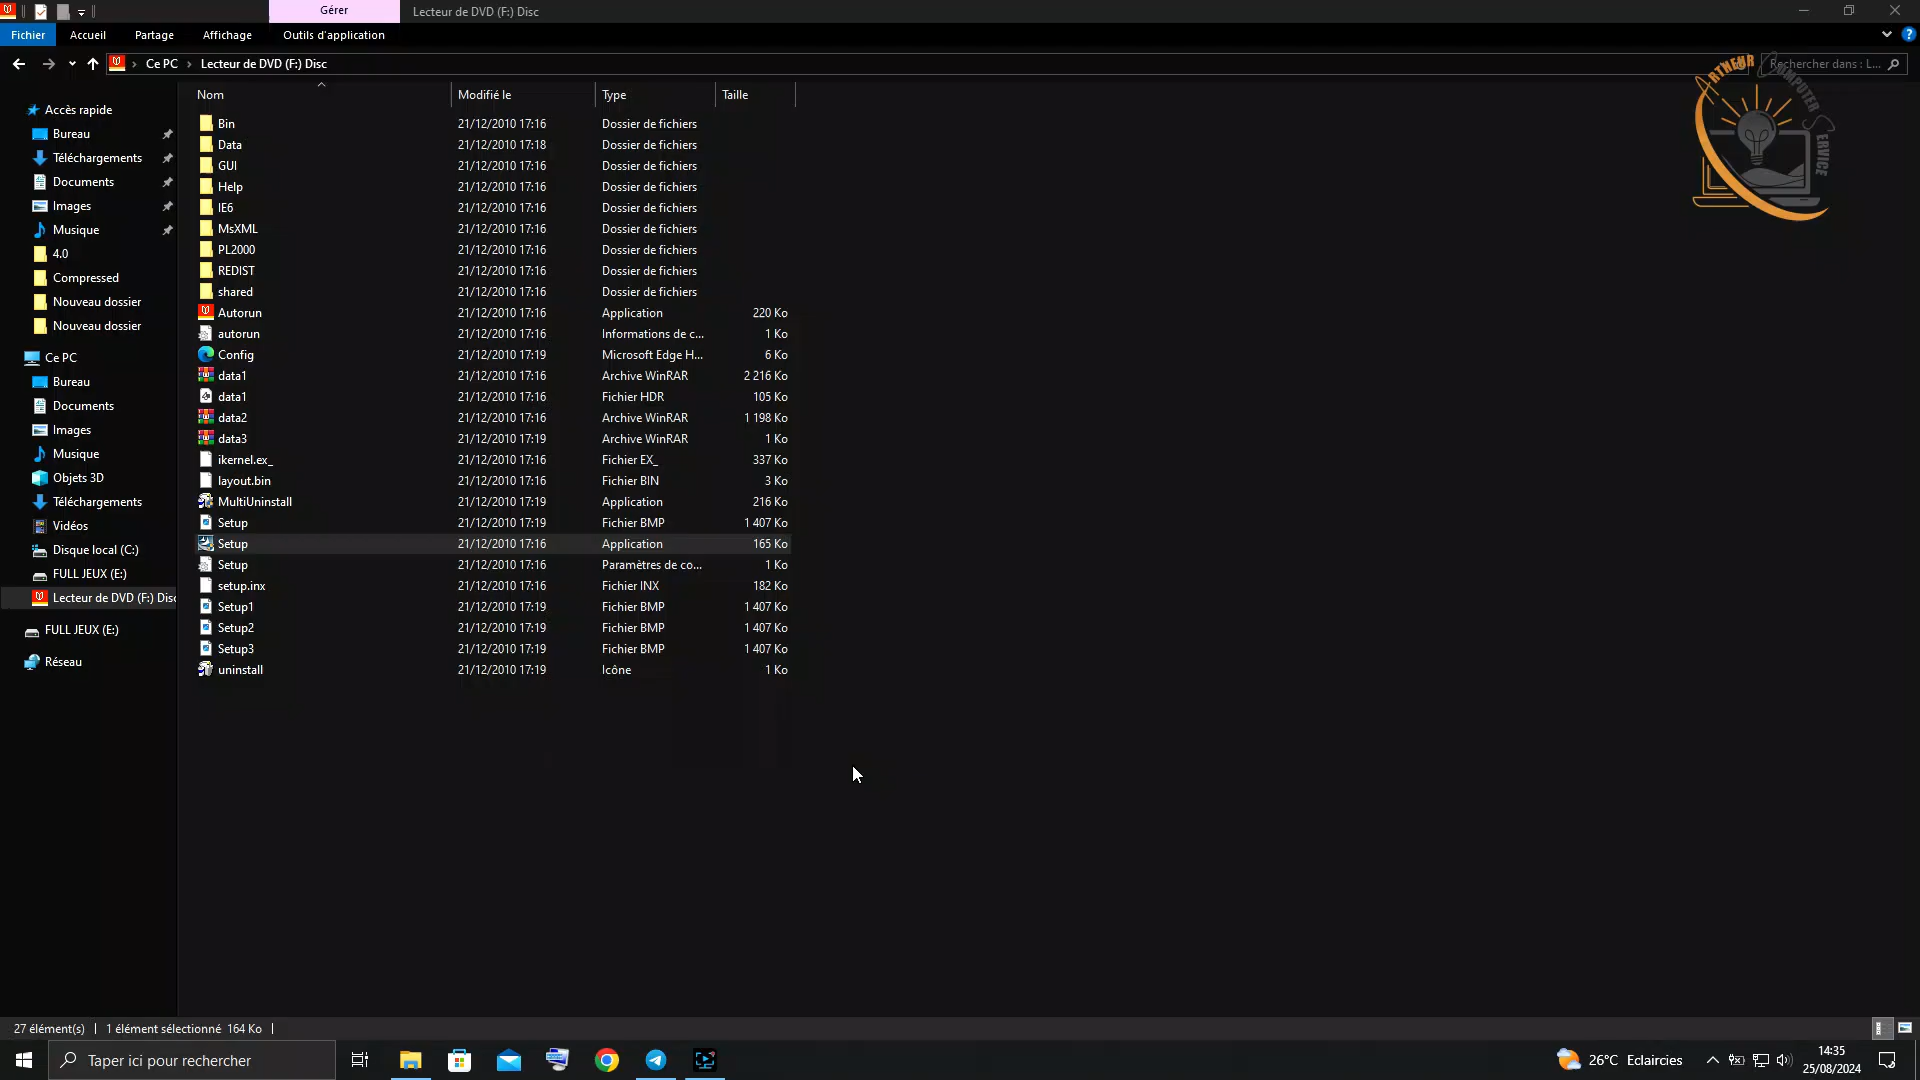 Gérer
Lecteur de DVD (F:) Disc
Fichier
Accueil
Partage
Affichage
Outils d'application
Ce PC > Lecteur de DVD (F:) Disc
Rechercher dans : L...
ARTHEUR COMPUTER SERVICE
Accès rapide
Bureau
Téléchargements
Documents
Images
Musique
4.0
Compressed
Nouveau dossier
Nouveau dossier
Ce PC
Bureau
Documents
Images
Musique
Objets 3D
Téléchargements
Vidéos
Disque local (C:)
FULL JEUX (E:)
Lecteur de DVD (F:) Disc
FULL JEUX (E:)
Réseau
Nom Modifié le Type Taille
Bin 21/12/2010 17:16 Dossier de fichiers
Data 21/12/2010 17:18 Dossier de fichiers
GUI 21/12/2010 17:16 Dossier de fichiers
Help 21/12/2010 17:16 Dossier de fichiers
IE6 21/12/2010 17:16 Dossier de fichiers
MsXML 21/12/2010 17:16 Dossier de fichiers
PL2000 21/12/2010 17:16 Dossier de fichiers
REDIST 21/12/2010 17:16 Dossier de fichiers
shared 21/12/2010 17:16 Dossier de fichiers
Autorun 21/12/2010 17:16 Application 220 Ko
autorun 21/12/2010 17:16 Informations de c... 1 Ko
Config 21/12/2010 17:19 Microsoft Edge H... 6 Ko
data1 21/12/2010 17:16 Archive WinRAR 2 216 Ko
data1 21/12/2010 17:16 Fichier HDR 105 Ko
data2 21/12/2010 17:16 Archive WinRAR 1 198 Ko
data3 21/12/2010 17:19 Archive WinRAR 1 Ko
ikernel.ex_ 21/12/2010 17:16 Fichier EX_ 337 Ko
layout.bin 21/12/2010 17:16 Fichier BIN 3 Ko
MultiUninstall 21/12/2010 17:19 Application 216 Ko
Setup 21/12/2010 17:19 Fichier BMP 1 407 Ko
Setup 21/12/2010 17:16 Application 165 Ko
Setup 21/12/2010 17:16 Paramètres de co... 1 Ko
setup.inx 21/12/2010 17:16 Fichier INX 182 Ko
Setup1 21/12/2010 17:19 Fichier BMP 1 407 Ko
Setup2 21/12/2010 17:19 Fichier BMP 1 407 Ko
Setup3 21/12/2010 17:19 Fichier BMP 1 407 Ko
uninstall 21/12/2010 17:19 Icône 1 Ko
27 élément(s) | 1 élément sélectionné 164 Ko |
Taper ici pour rechercher
26°C Eclaircies
14:35
25/08/2024